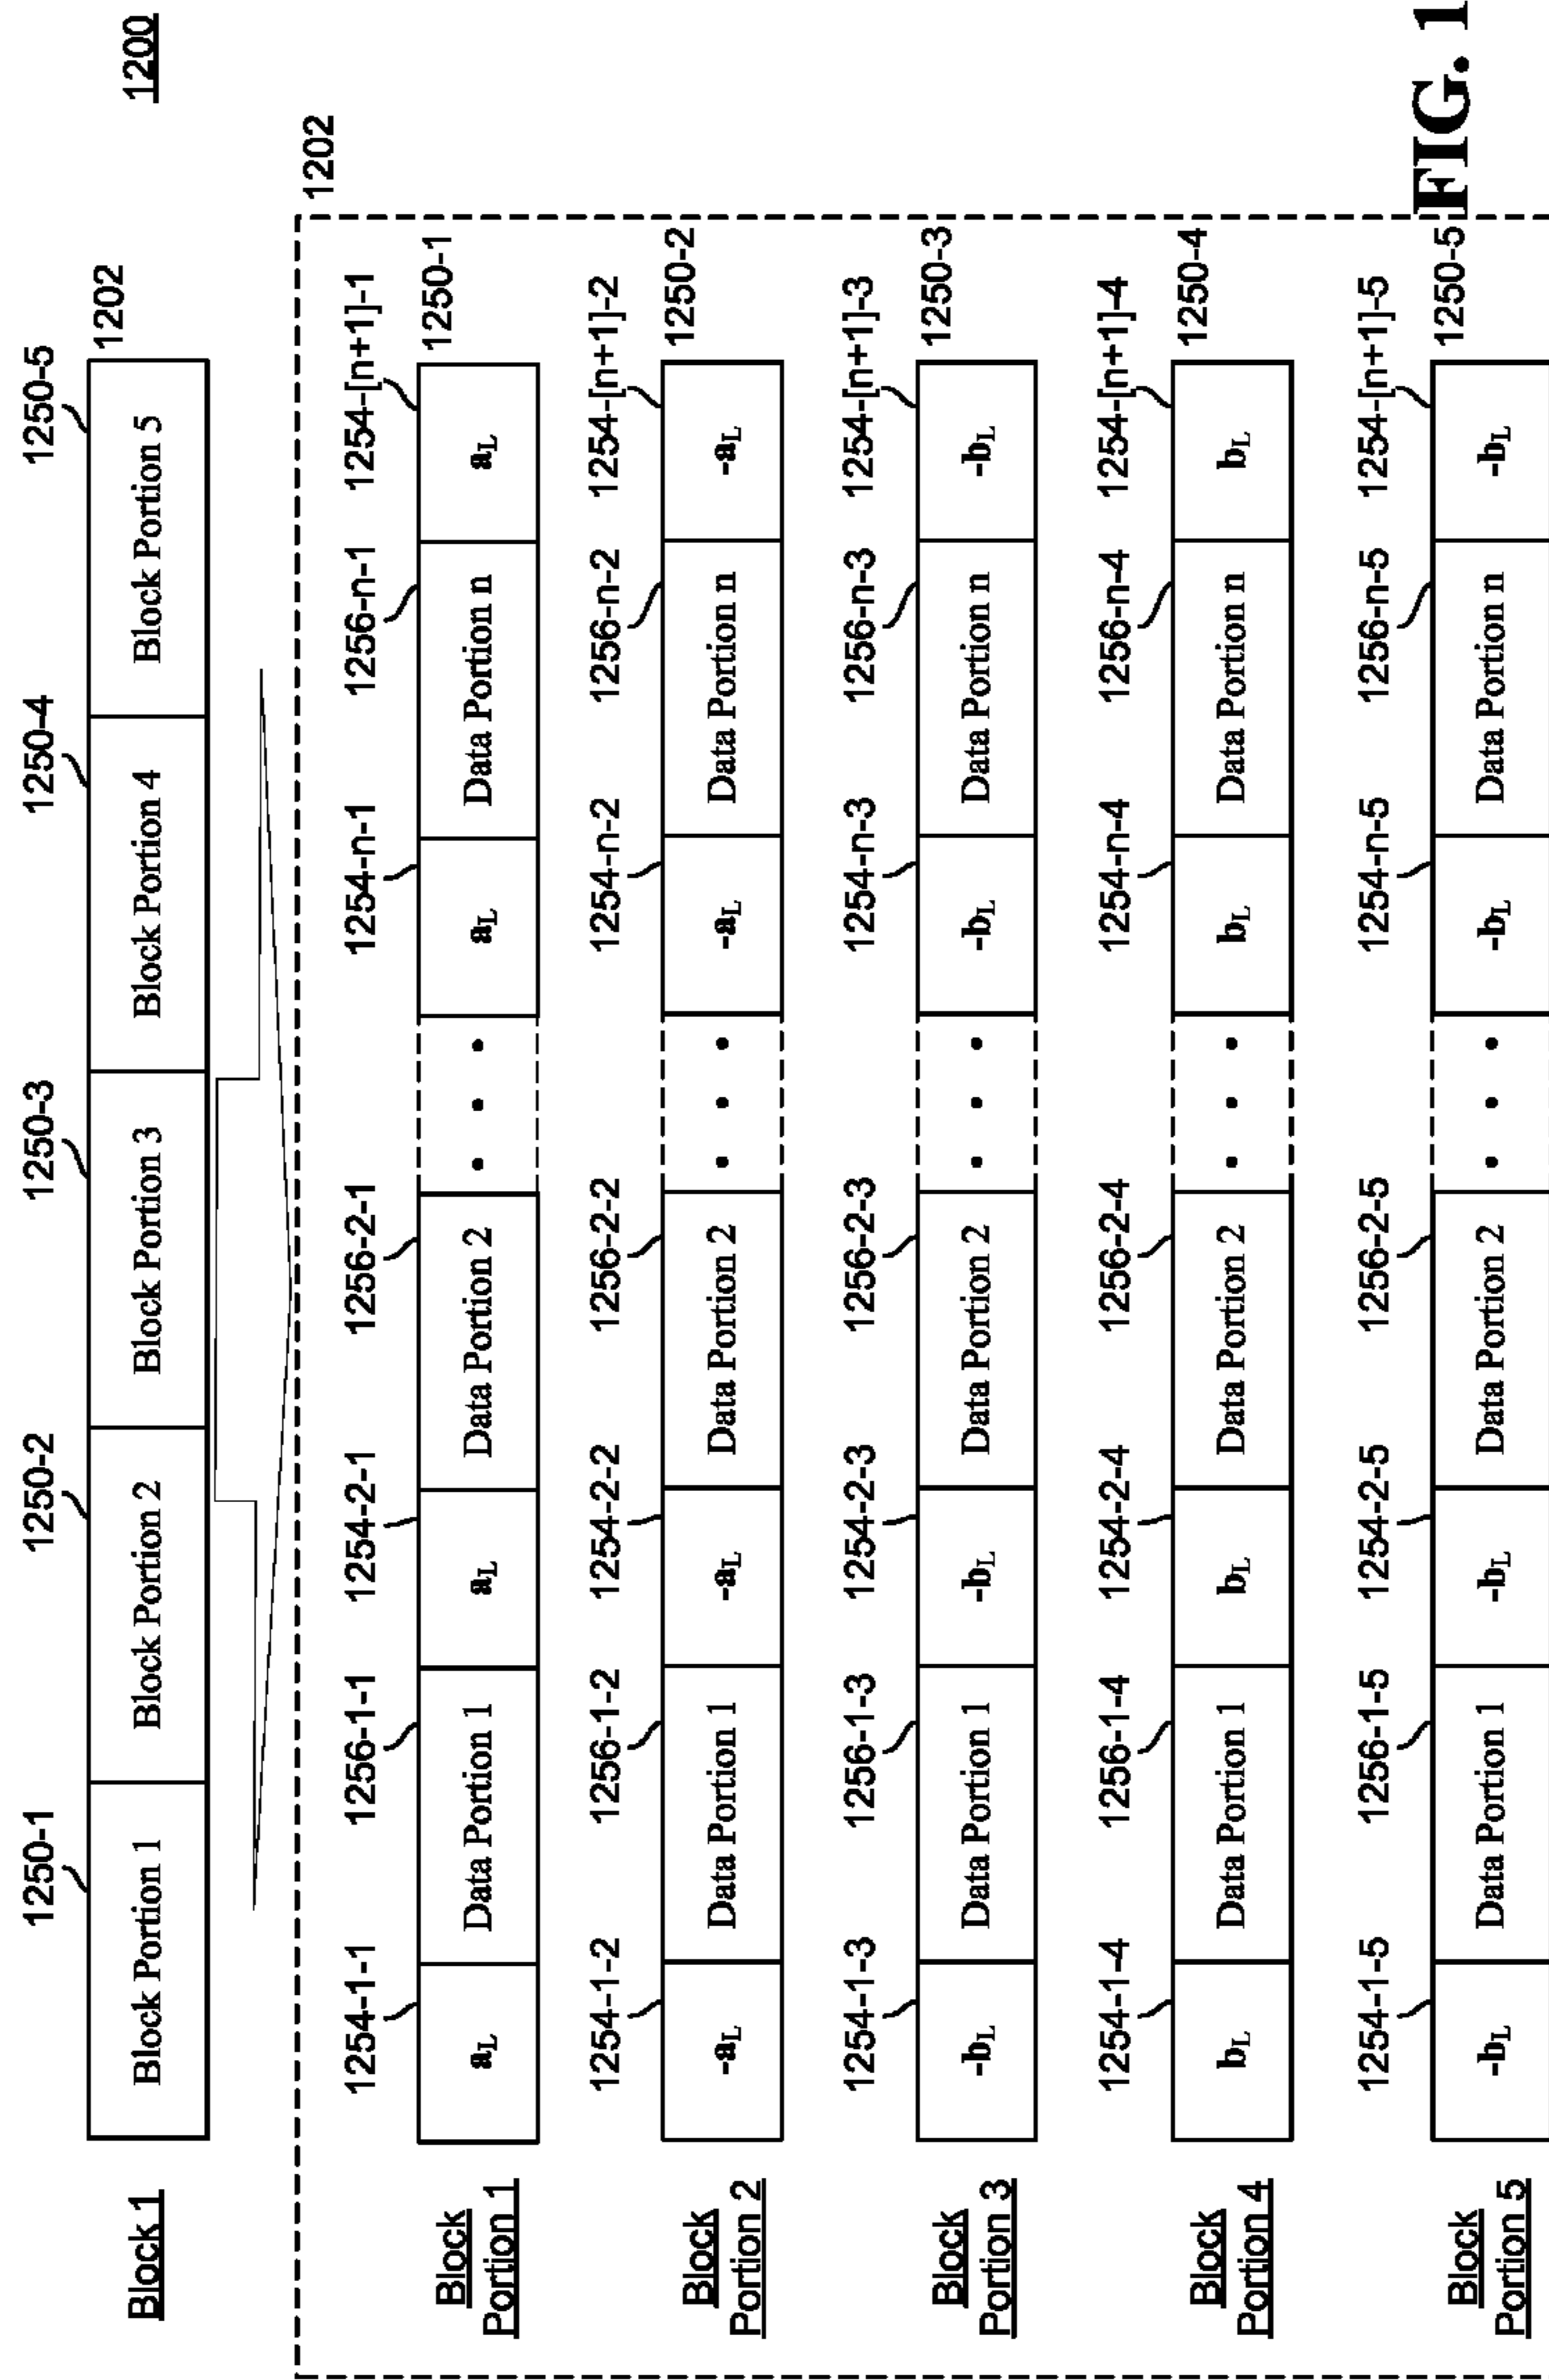 1200
1250-1 1250-2 1250-3 1250-4 1250-5
Block 1 Block Portion 1 Block Portion 2 Block Portion 3 Block Portion 4 Block Portion 5 1202
1202
1254-1-1 1256-1-1 1254-2-1 1256-2-1 1254-n-1 1256-n-1 1254-[n+1]-1
1250-1
Block
Portion 1
aL Data Portion 1 aL Data Portion 2 • • • aL Data Portion n aL
1254-1-2 1256-1-2 1254-2-2 1256-2-2 1254-n-2 1256-n-2 1254-[n+1]-2
1250-2
Block
Portion 2
-aL Data Portion 1 -aL Data Portion 2 • • • -aL Data Portion n -aL
1254-1-3 1256-1-3 1254-2-3 1256-2-3 1254-n-3 1256-n-3 1254-[n+1]-3
1250-3
Block
Portion 3
-bL Data Portion 1 -bL Data Portion 2 • • • -bL Data Portion n -bL
1254-1-4 1256-1-4 1254-2-4 1256-2-4 1254-n-4 1256-n-4 1254-[n+1]-4
1250-4
Block
Portion 4
bL Data Portion 1 bL Data Portion 2 • • • bL Data Portion n bL
1254-1-5 1256-1-5 1254-2-5 1256-2-5 1254-n-5 1256-n-5 1254-[n+1]-5
1250-5
Block
Portion 5
-bL Data Portion 1 -bL Data Portion 2 • • • -bL Data Portion n -bL
FIG. 1